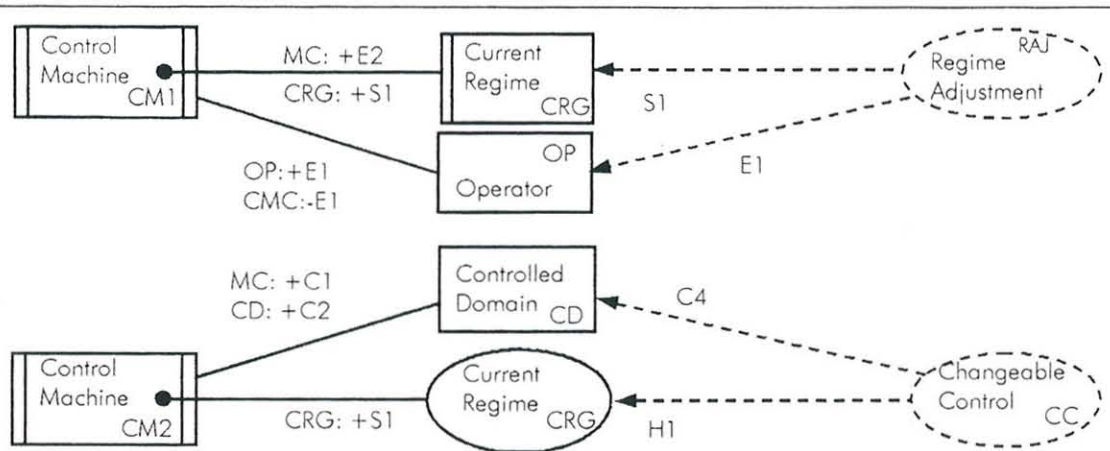 Control
Machine
CM1
MC: +E2
CRG: +S1
Current
Regime
CRG
S1
RAJ
Regime
Adjustment
OP:+E1
CMC:-E1
OP
Operator
E1
MC: +C1
CD: +C2
Controlled
Domain
CD
C4
Control
Machine
CM2
CRG: +S1
Current
Regime
CRG
H1
Changeable
Control
CC